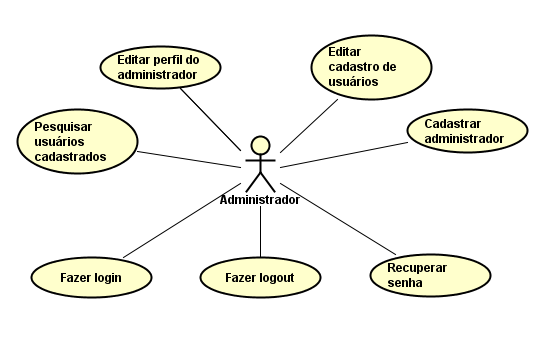 Editar perfil do
administrador
Editar
cadastro de
usuários
Pesquisar
usuários
cadastrados
Cadastrar
administrador
Administrador
Fazer login
Fazer logout
Recuperar
senha